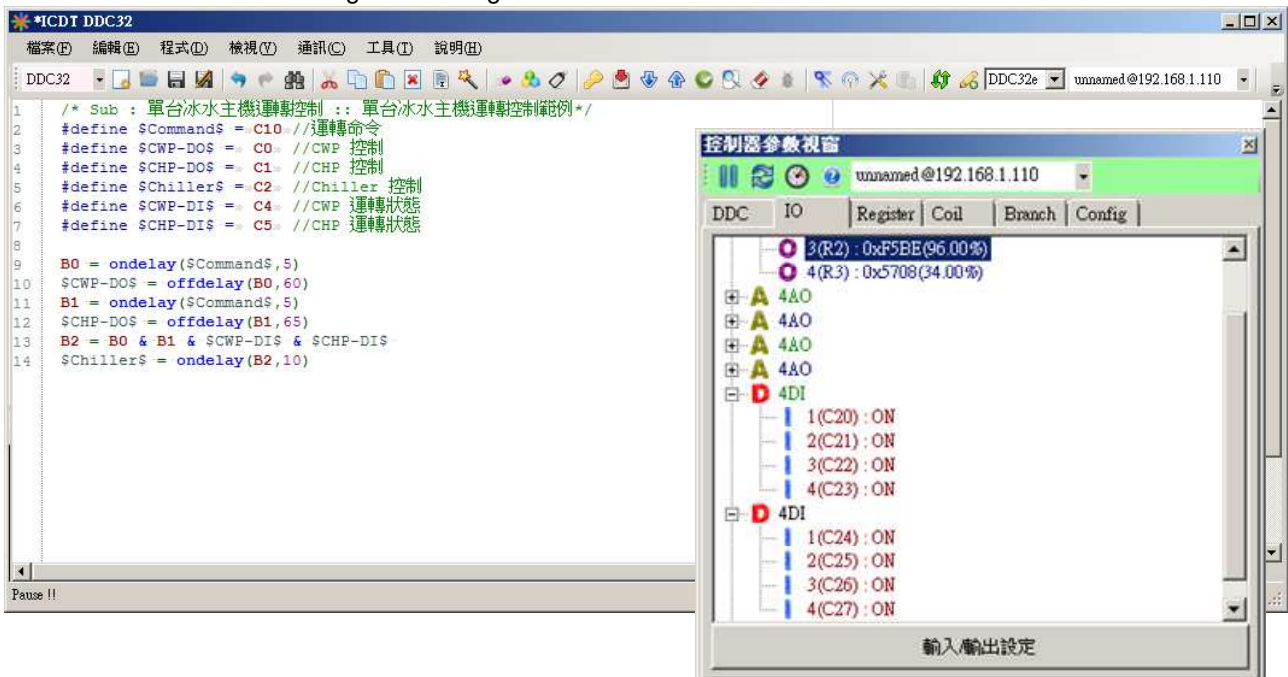 *ICDT DDC32
檔案(F) 編輯(E) 程式(D) 檢視(V) 通訊(C) 工具(T) 說明(H)
DDC32 DDC32e unnamed@192.168.1.110
1 /* Sub : 單台冰水主機運轉控制 :: 單台冰水主機運轉控制範例*/
2 #define $Command$ = C10 //運轉命令
3 #define $CWP-DO$ = C0 //CWP 控制
4 #define $CHP-DO$ = C1 //CHP 控制
5 #define $Chiller$ = C2 //Chiller 控制
6 #define $CWP-DI$ = C4 //CWP 運轉狀態
7 #define $CHP-DI$ = C5 //CHP 運轉狀態
8
9 B0 = ondelay($Command$,5)
10 $CWP-DO$ = offdelay(B0,60)
11 B1 = ondelay($Command$,5)
12 $CHP-DO$ = offdelay(B1,65)
13 B2 = B0 & B1 & $CWP-DI$ & $CHP-DI$
14 $Chiller$ = ondelay(B2,10)
Pause !!
控制器參數視窗
unnamed@192.168.1.110
DDC IO Register Coil Branch Config
3(R2) : 0xF5BE(96.00%)
4(R3) : 0x5708(34.00%)
A 4AO
A 4AO
A 4AO
A 4AO
D 4DI
1(C20) : ON
2(C21) : ON
3(C22) : ON
4(C23) : ON
D 4DI
1(C24) : ON
2(C25) : ON
3(C26) : ON
4(C27) : ON
輸入/輸出設定